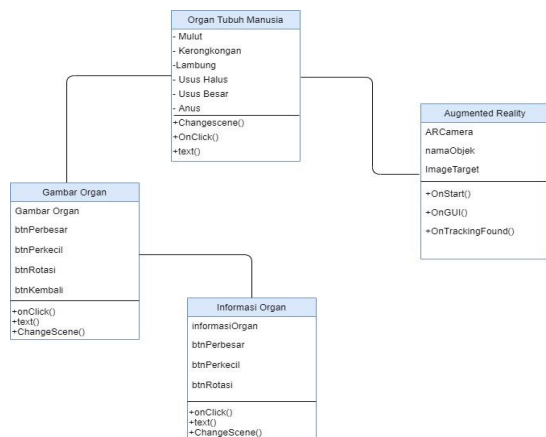 Organ Tubuh Manusia
- Mulut
- Kerongkongan
-Lambung
- Usus Halus
- Usus Besar
- Anus
+Changescene()
+OnClick()
+text()
Augmented Reality
ARCamera
namaObjek
ImageTarget
+OnStart()
+OnGUI()
+OnTrackingFound()
Gambar Organ
Gambar Organ
btnPerbesar
btnPerkecil
btnRotasi
btnKembali
+onClick()
+text()
+ChangeScene()
Informasi Organ
informasiOrgan
btnPerbesar
btnPerkecil
btnRotasi
+onClick()
+text()
+ChangeScene()